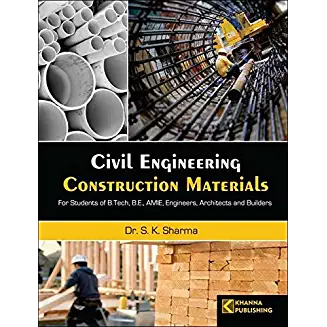 Civil Engineering
Construction Materials
For Students of B.Tech, B.E., AMIE, Engineers, Architects and Builders
Dr. S. K. Sharma
KHANNA
PUBLISHING